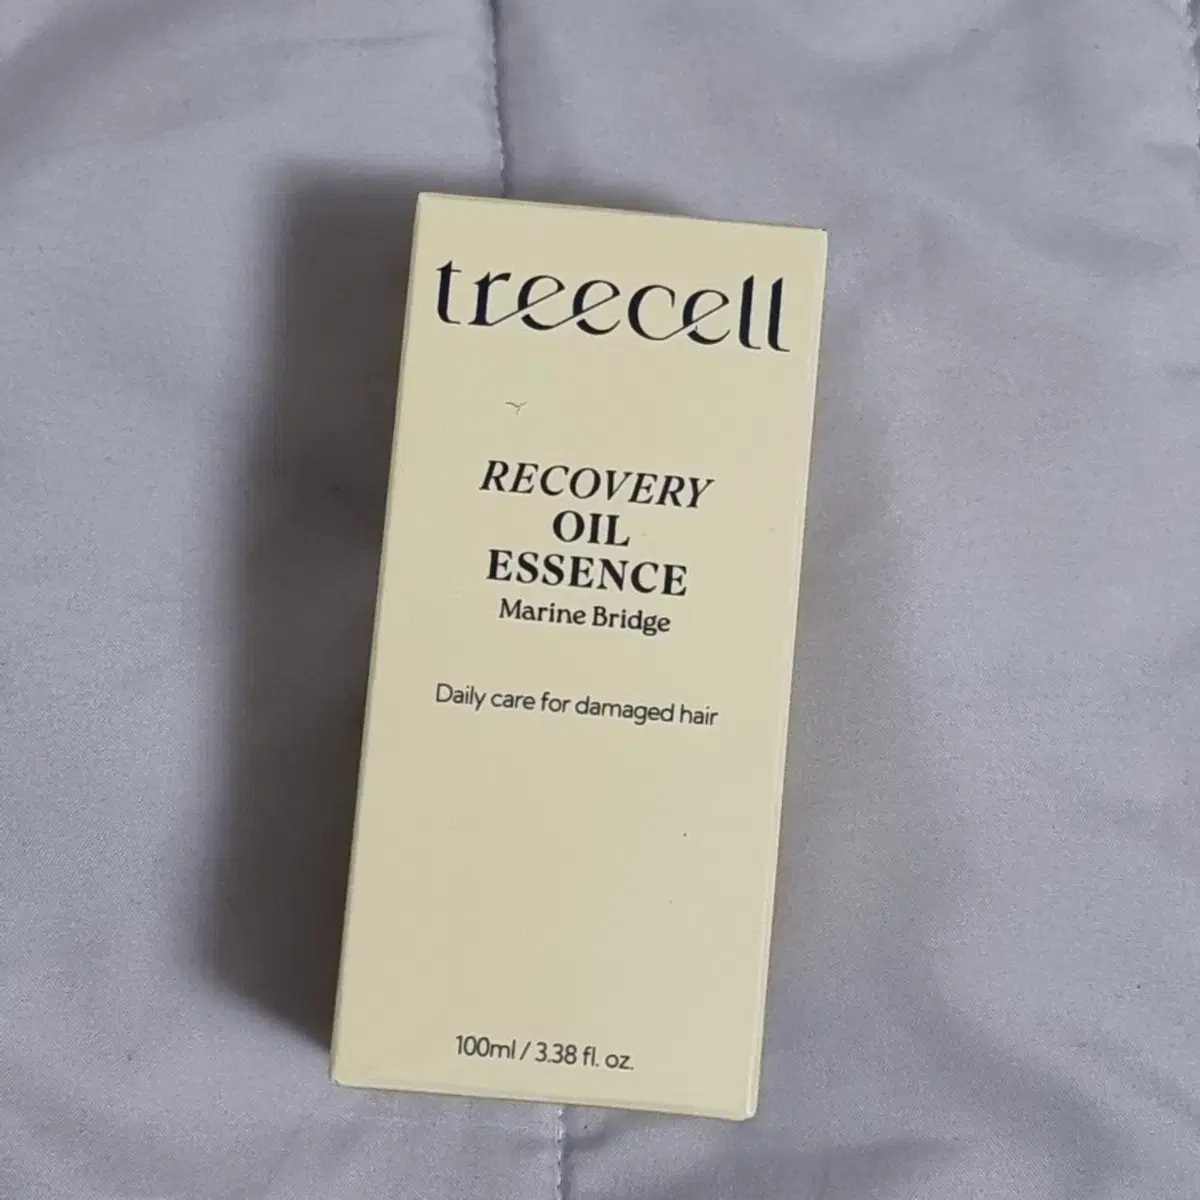 treecell
RECOVERY
OIL
ESSENCE
Marine Bridge
Daily care for damaged hair
100ml / 3.38 fl. oz.